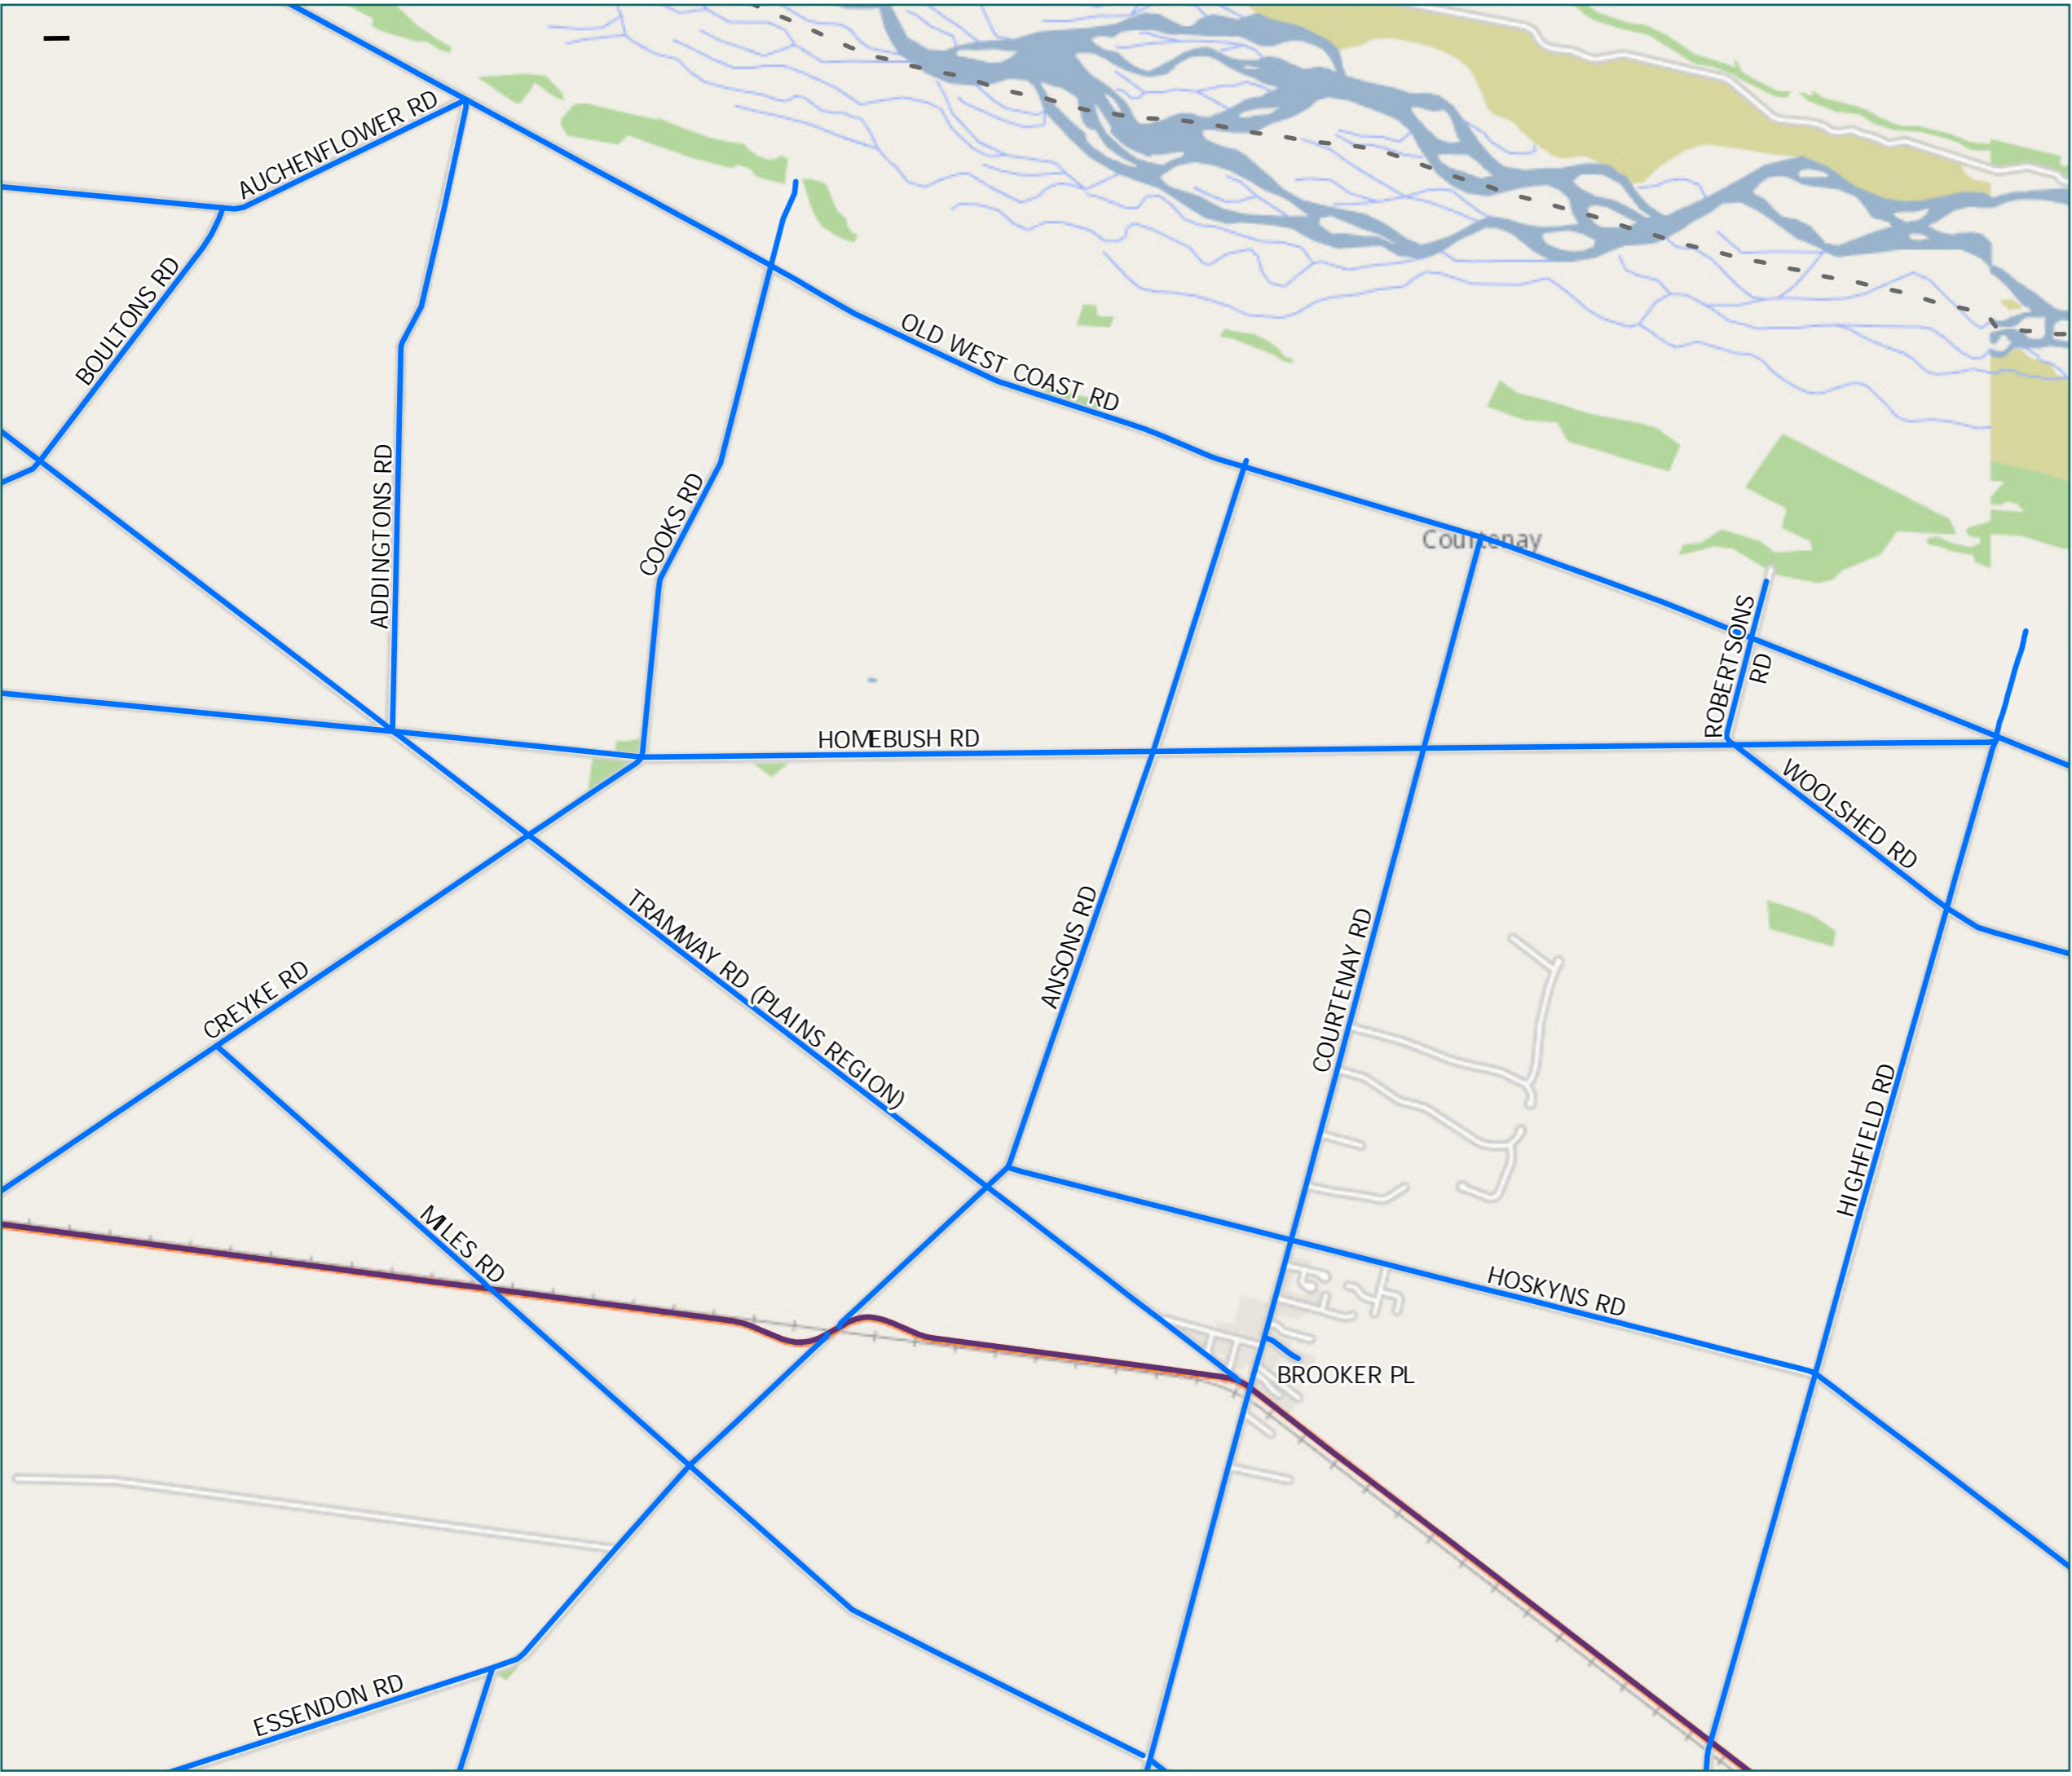 AUCHENFLOWER RD
BOULTONS RD
OLD WEST COAST RD
ADDINGTONS RD
COOKS RD
Courtenay
ROBERTSONS
RD
HOMEBUSH RD
WOOLSHED RD
TRAMWAY RD (PLAINS REGION)
ANSONS RD
COURTENAY RD
CREYKE RD
HIGHFIELD RD
MILES RD
HOSKYNS RD
BROOKER PL
ESSENDON RD